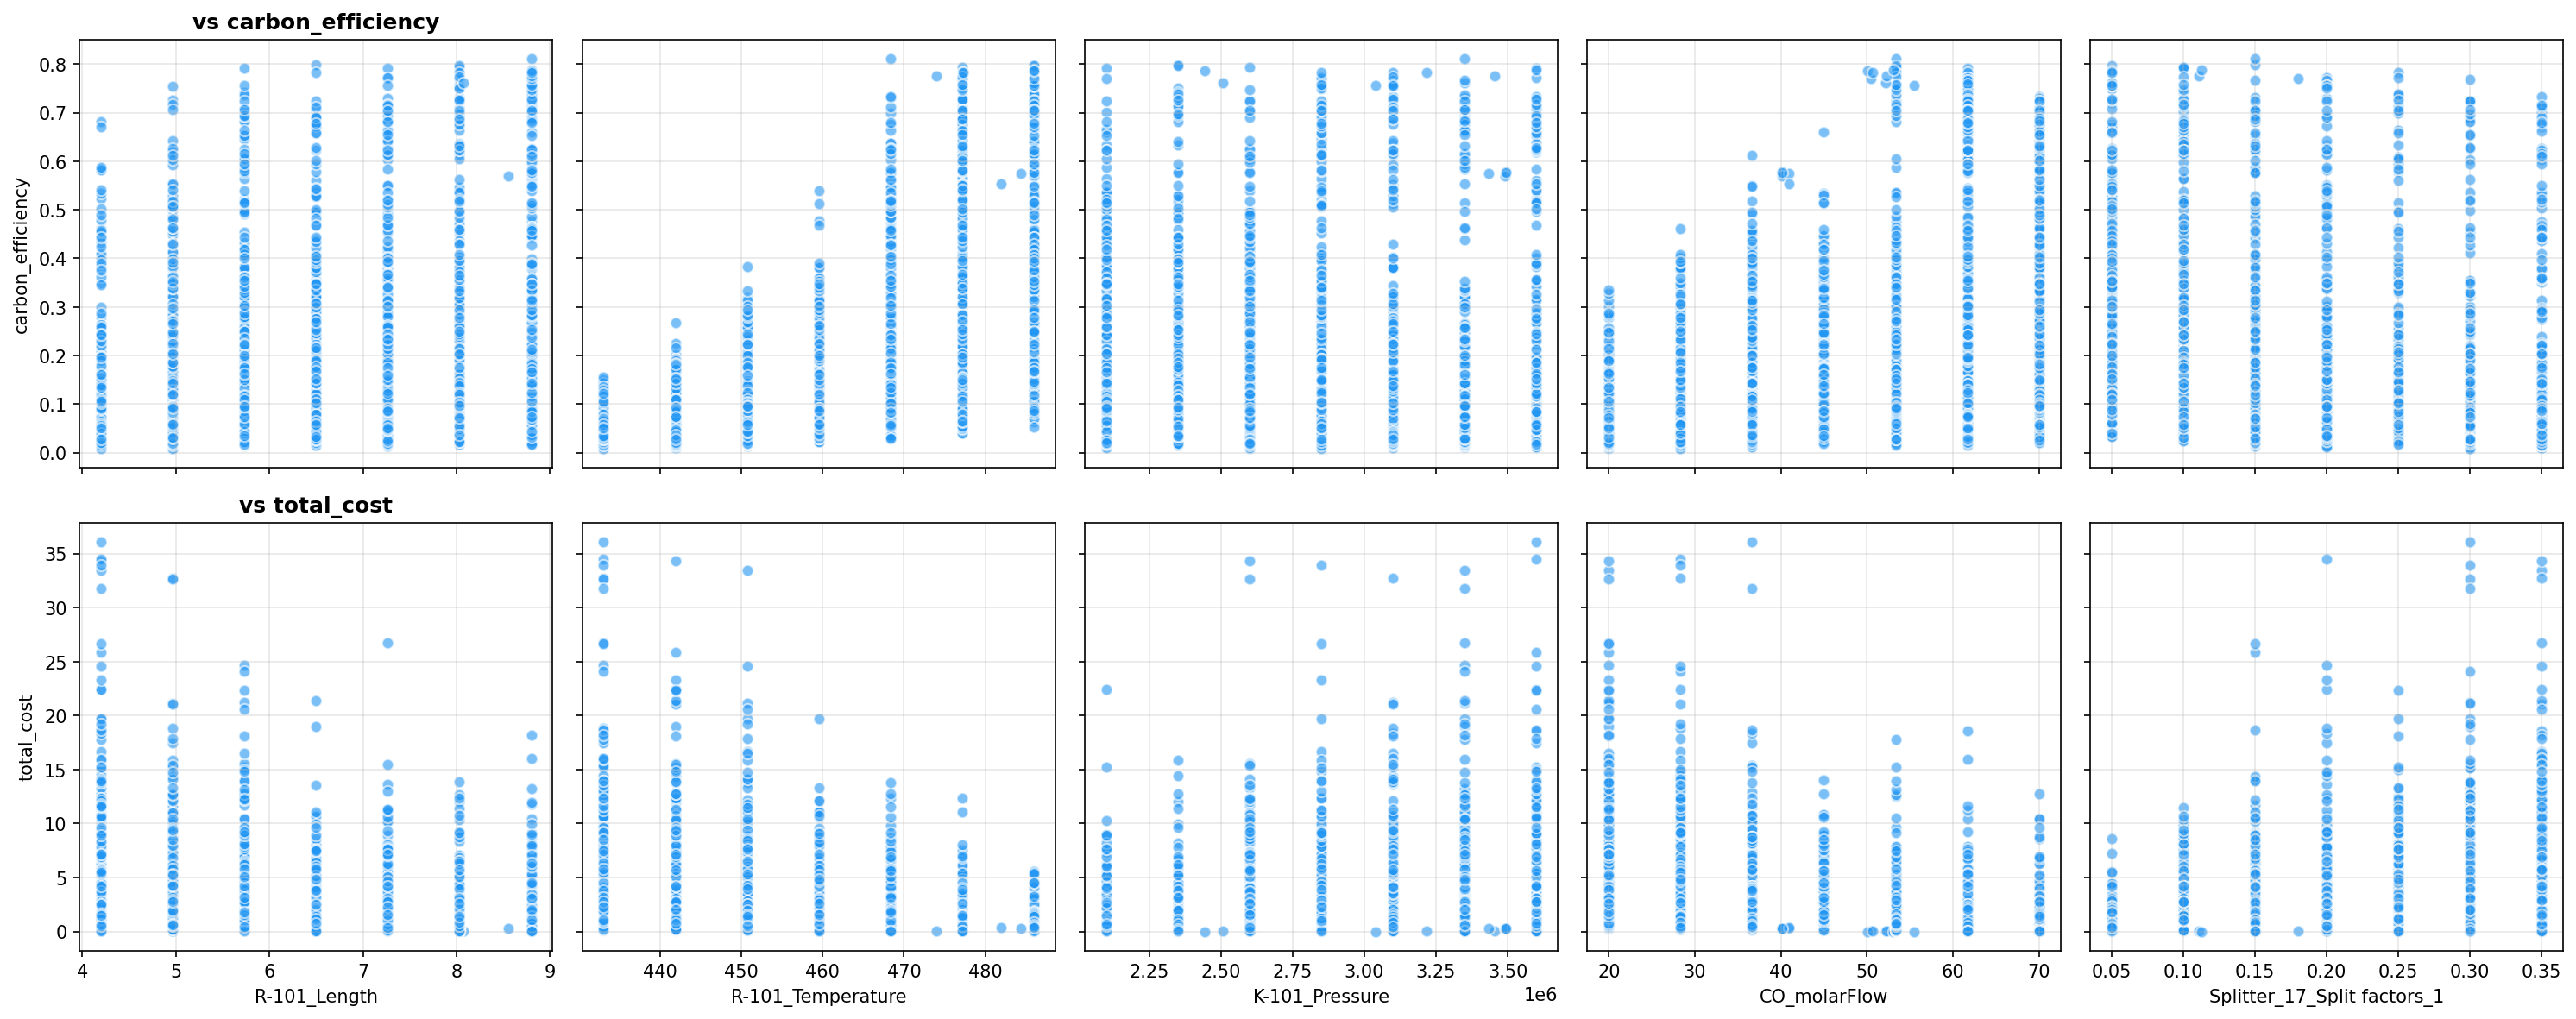 vs carbon_efficiency
carbon_efficiency
0.8
0.7
0.6
0.5
0.4
0.3
0.2
0.1
0.0
vs total_cost
total_cost
35
30
25
20
15
10
5
0
4 5 6 7 8 9
R-101_Length
440 450 460 470 480
R-101_Temperature
2.25 2.50 2.75 3.00 3.25 3.50
1e6
K-101_Pressure
20 30 40 50 60 70
CO_molarFlow
0.05 0.10 0.15 0.20 0.25 0.30 0.35
Splitter_17_Split factors_1